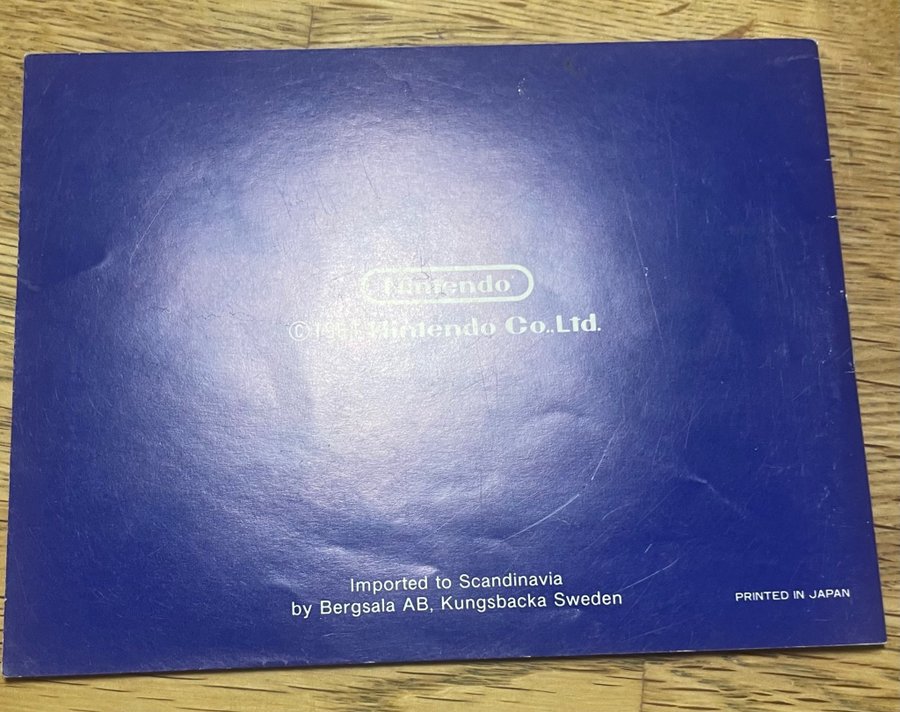 Nintendo
Nintendo Co.,Ltd.
Imported to Scandinavia
by Bergsala AB, Kungsbacka Sweden
PRINTED IN JAPAN